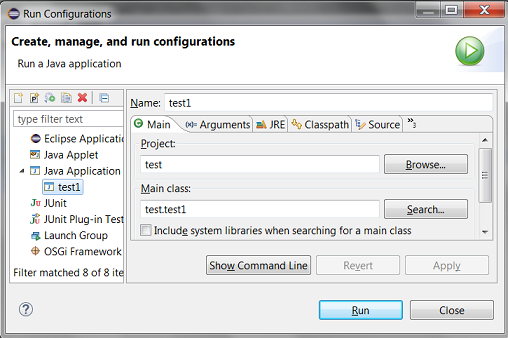 Run Configurations
Create, manage, and run configurations
Run a Java application
type filter text
Eclipse Applicatio
Java Applet
Java Application
test1
JUnit
JUnit Plug-in Test
Launch Group
OSGi Framework
Filter matched 8 of 8 ite
Name: test1
Main (x)= Arguments JRE Classpath Source »3
Project:
test Browse...
Main class:
test.test1 Search...
Include system libraries when searching for a main class
Show Command Line Revert Apply
? Run Close